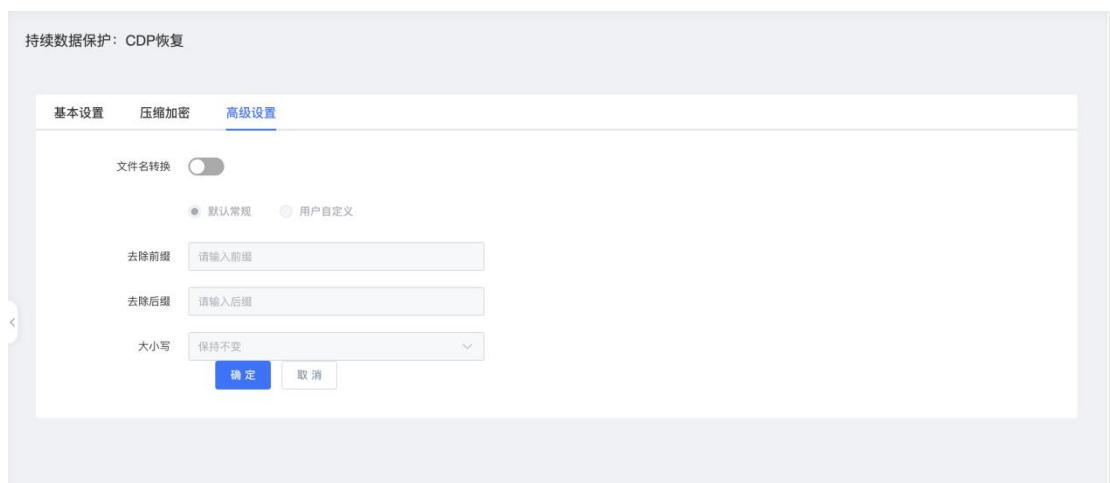 持续数据保护：CDP恢复
基本设置 压缩加密 高级设置
文件名转换
默认常规 用户自定义
去除前缀 请输入前缀
去除后缀 请输入后缀
大小写 保持不变
确定 取消